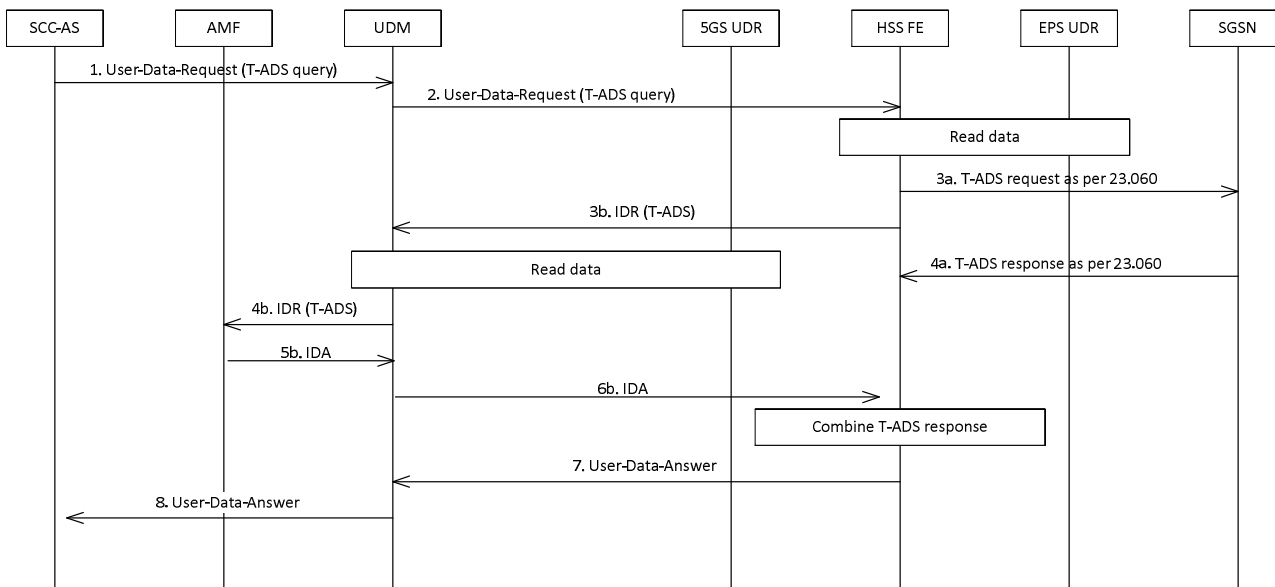 SCC-AS
AMF
UDM
5GS UDR
HSS FE
EPS UDR
SGSN
1. User-Data-Request (T-ADS query)
2. User-Data-Request (T-ADS query)
Read data
3a. T-ADS request as per 23.060
3b. IDR (T-ADS)
Read data
4a. T-ADS response as per 23.060
4b. IDR (T-ADS)
5b. IDA
6b. IDA
Combine T-ADS response
7. User-Data-Answer
8. User-Data-Answer